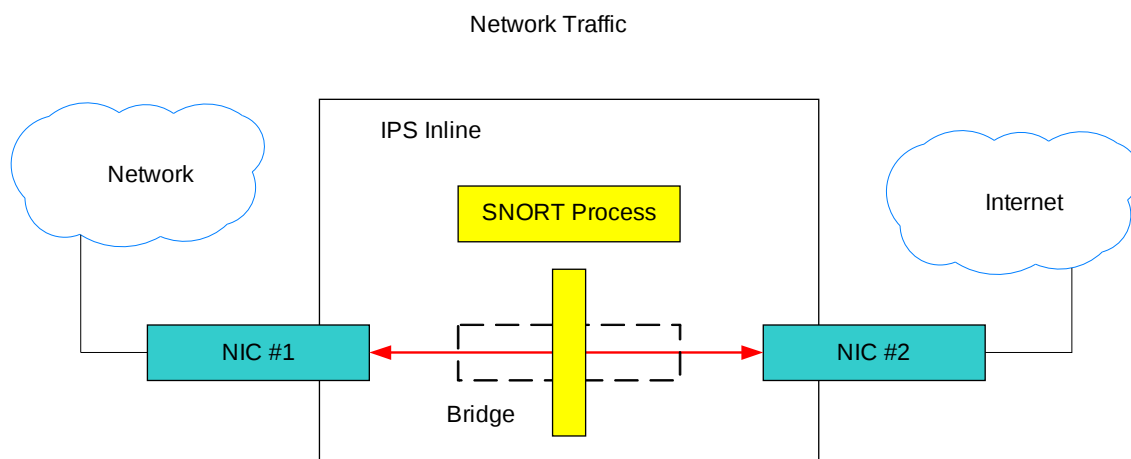 Network Traffic
IPS Inline
Network
SNORT Process
Internet
NIC #1
NIC #2
Bridge